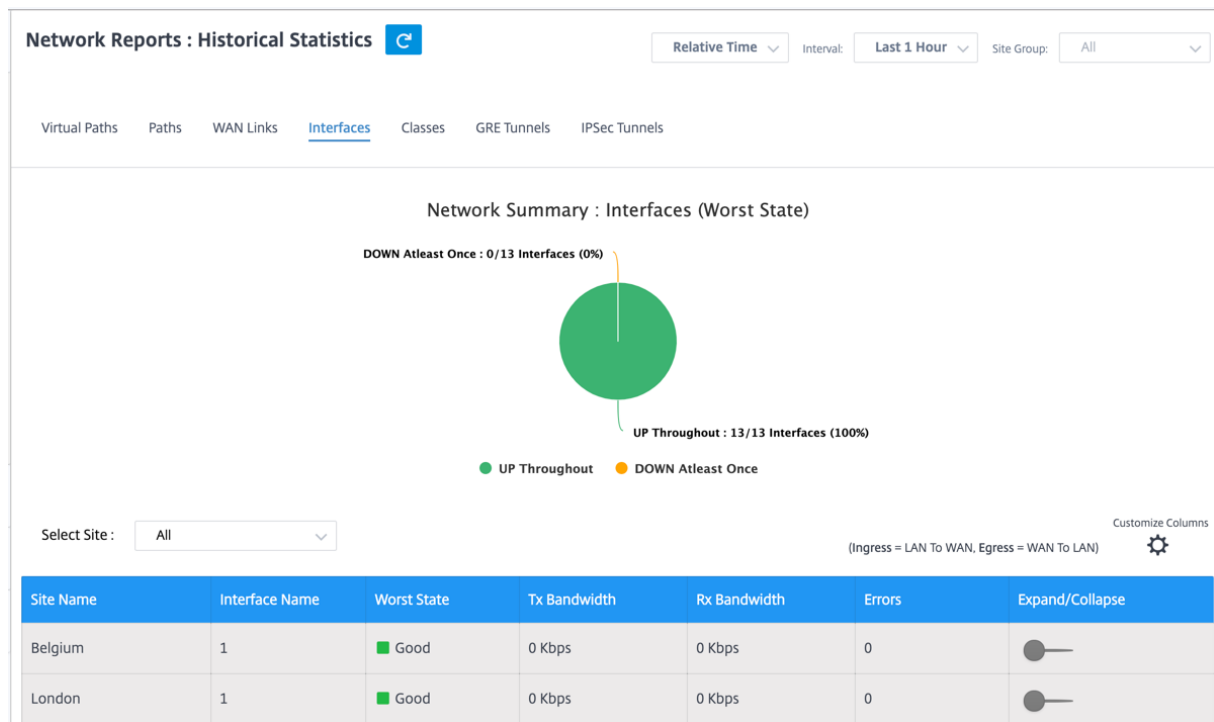 Network Reports : Historical Statistics
Relative Time Interval: Last 1 Hour Site Group: All
Virtual Paths Paths WAN Links Interfaces Classes GRE Tunnels IPSec Tunnels
Network Summary : Interfaces (Worst State)
DOWN Atleast Once : 0/13 Interfaces (0%)
UP Throughout : 13/13 Interfaces (100%)
UP Throughout DOWN Atleast Once
Customize Columns
Select Site : All
(Ingress = LAN To WAN, Egress = WAN To LAN)
Site Name Interface Name Worst State Tx Bandwidth Rx Bandwidth Errors Expand/Collapse
Belgium 1 Good 0 Kbps 0 Kbps 0
London 1 Good 0 Kbps 0 Kbps 0